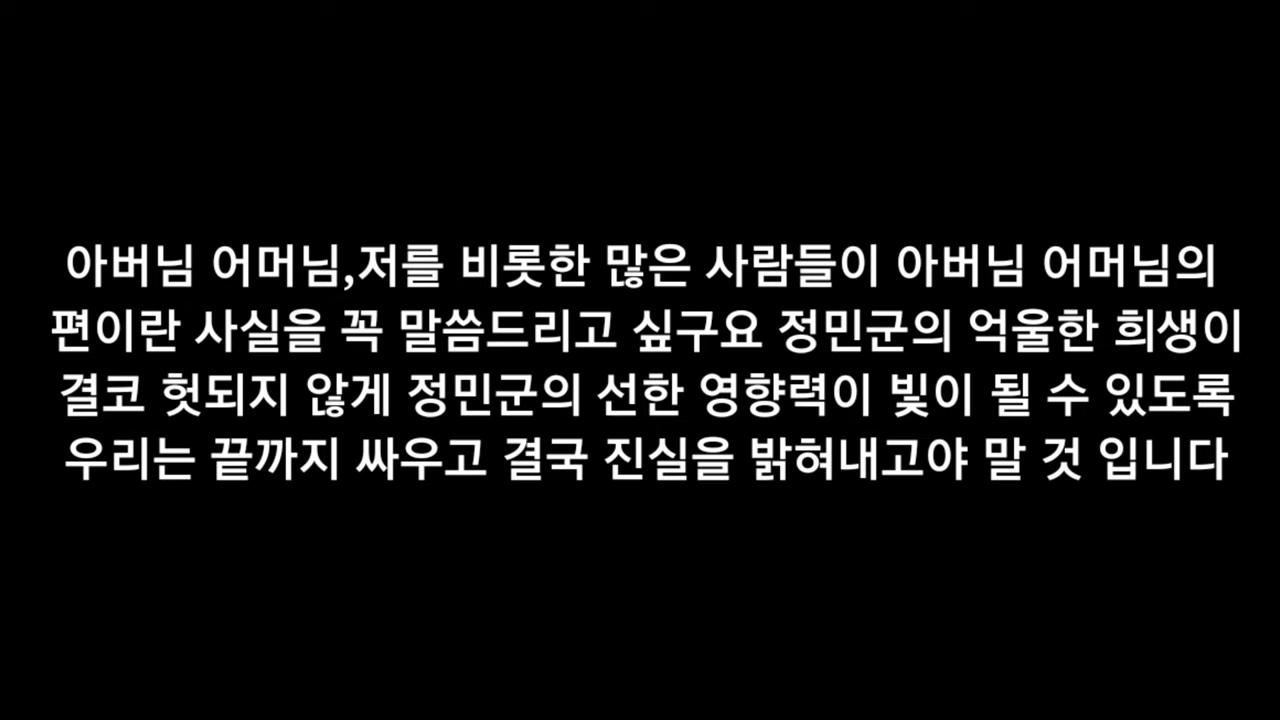 아버님 어머님,저를 비롯한 많은 사람들이 아버님 어머님의
편이란 사실을 꼭 말씀드리고 싶구요 정민군의 억울한 희생이
결코 헛되지 않게 정민군의 선한 영향력이 빛이 될 수 있도록
우리는 끝까지 싸우고 결국 진실을 밝혀내고야 말 것 입니다